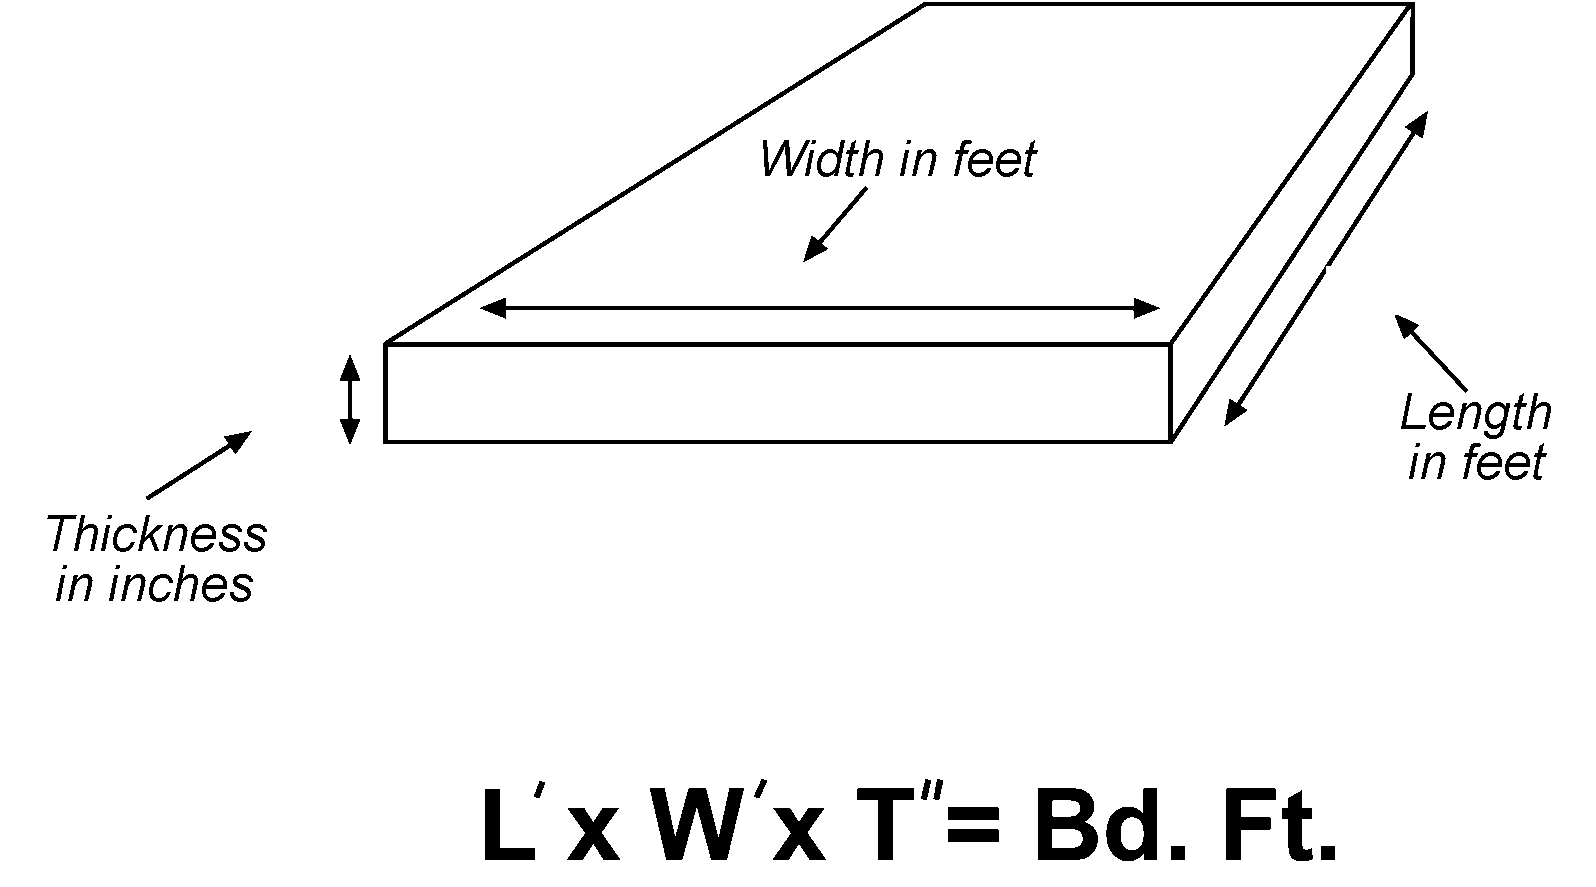 Width in feet
Length
in feet
Thickness
in inches
L′ x W′ x T″ = Bd. Ft.